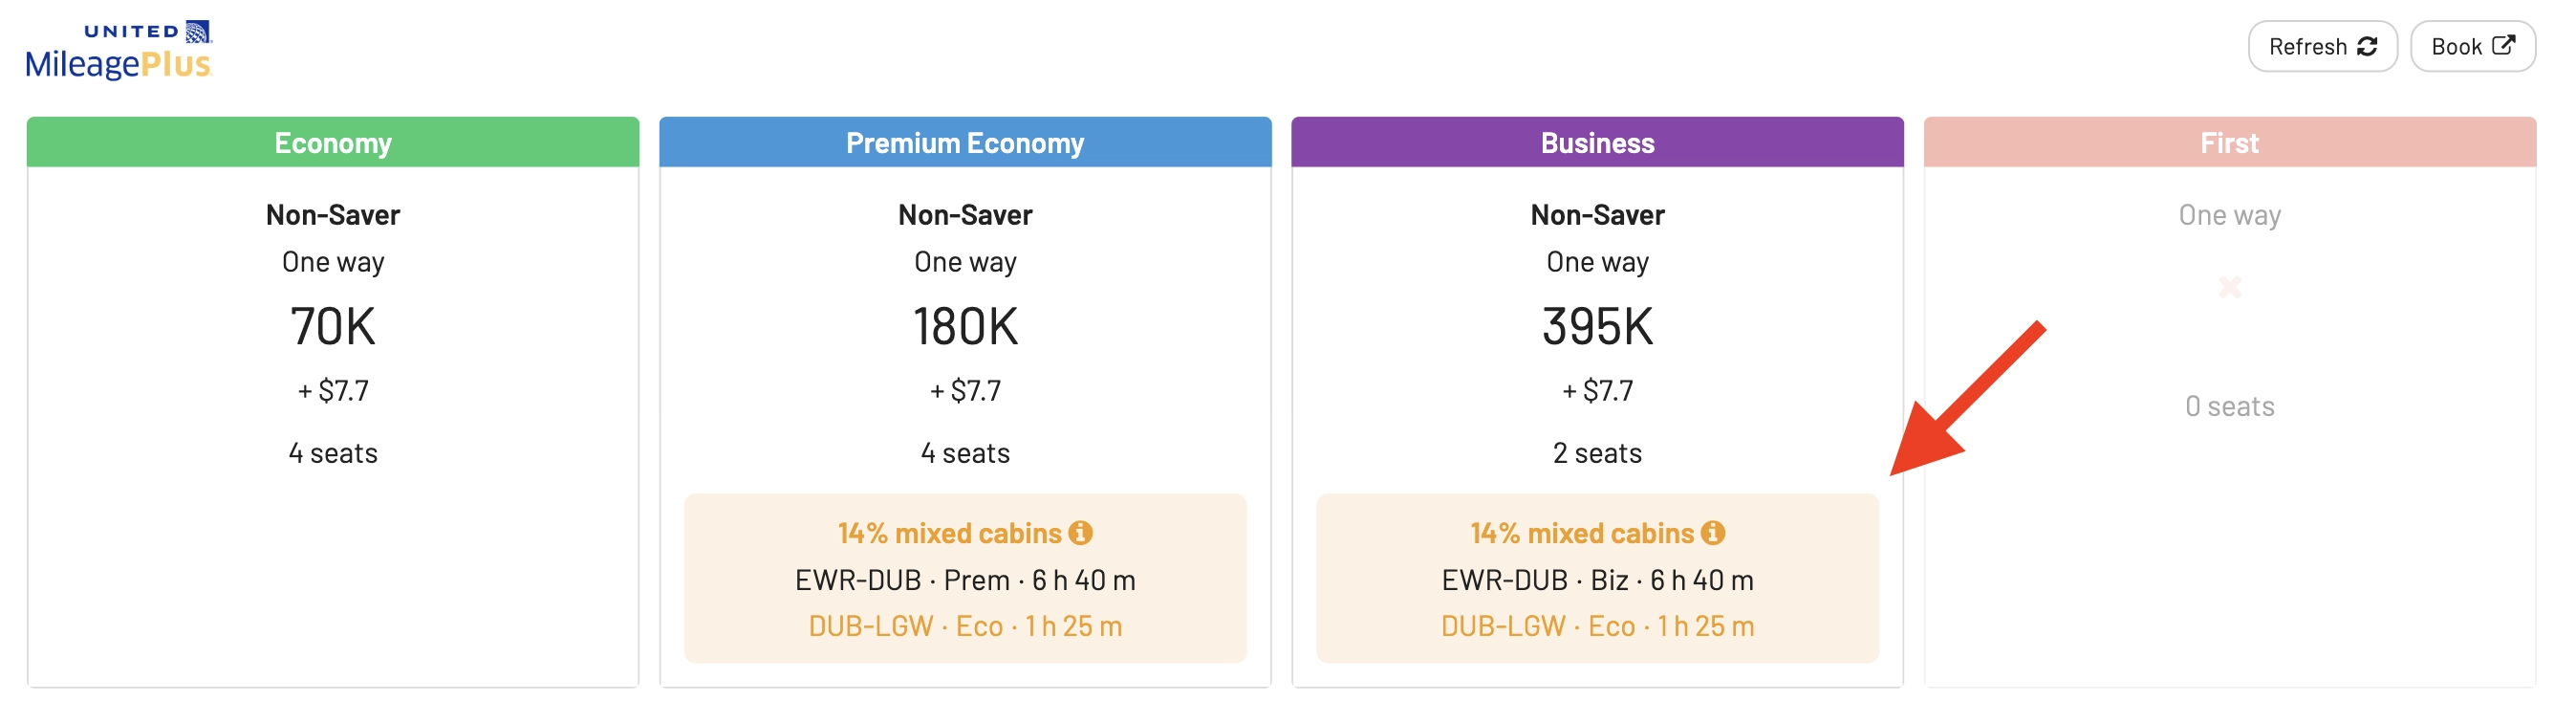 UNITED
MileagePlus
Refresh
Book
Economy
Non-Saver
One way
70K
+ $7.7
4 seats
Premium Economy
Non-Saver
One way
180K
+ $7.7
4 seats
14% mixed cabins
EWR-DUB · Prem · 6 h 40 m
DUB-LGW · Eco · 1 h 25 m
Business
Non-Saver
One way
395K
+ $7.7
2 seats
14% mixed cabins
EWR-DUB · Biz · 6 h 40 m
DUB-LGW · Eco · 1 h 25 m
First
One way
0 seats